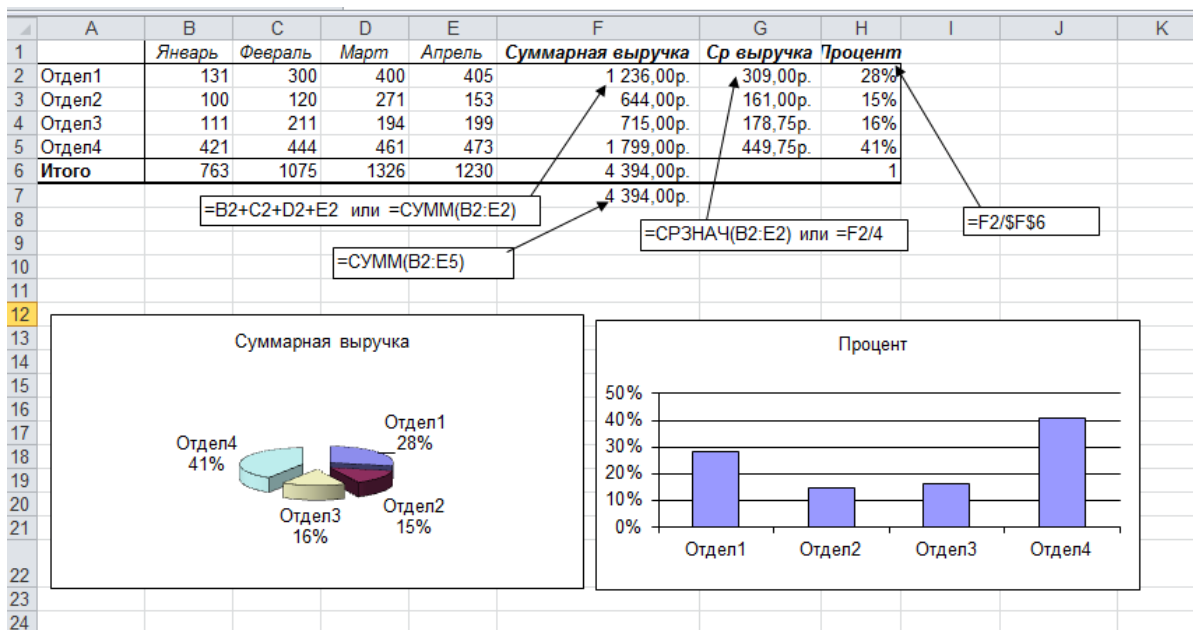 A B C D E F G H I J K
1 Январь Февраль Март Апрель Суммарная выручка Ср выручка Процент
2 Отдел1 131 300 400 405 1 236,00р. 309,00р. 28%
3 Отдел2 100 120 271 153 644,00р. 161,00р. 15%
4 Отдел3 111 211 194 199 715,00р. 178,75р. 16%
5 Отдел4 421 444 461 473 1 799,00р. 449,75р. 41%
6 Итого 763 1075 1326 1230 4 394,00р. 1
7 4 394,00р.
=B2+C2+D2+E2 или =СУММ(B2:E2)
=F2/$F$6
8
=СРЗНАЧ(B2:E2) или =F2/4
9
10 =СУММ(B2:E5)
11
12
13 Суммарная выручка Процент
14
15
16
17
18
19
20
21
22
23
24
Отдел1
28%
Отдел4
41%
Отдел2
15%
Отдел3
16%
50%
40%
30%
20%
10%
0%
Отдел1 Отдел2 Отдел3 Отдел4